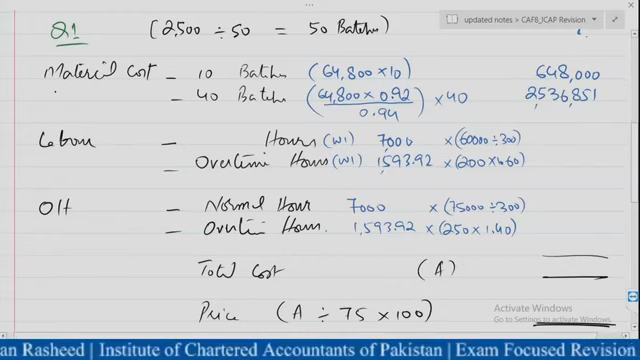 updated notes > CAF8_ICAP Revision
Q1 (2,500 ÷ 50 = 50 Batches)
Material Cost - 10 Batches (64,800 × 10) 648,000
- 40 Batches (64,800 × 0.92) / 0.94 × 40 2,536,851
Labour - Hours (W1) 7000 × (60000 ÷ 300)
- Overtime Hours (W1) 1,593.92 × (200 × 1.60)
OH - Normal Hour 7000 × (75000 ÷ 300)
- Overtime Hour. 1,593.92 × (250 × 1.40)
Total Cost (A)
Price (A ÷ 75 × 100)
Activate Windows
Go to Settings to activate Windows.
an Rasheed | Institute of Chartered Accountants of Pakistan | Exam Focused Revision